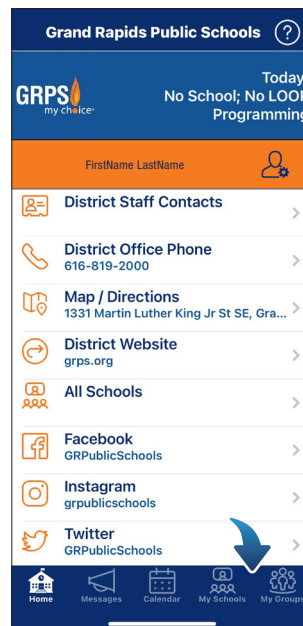 Grand Rapids Public Schools ?
GRPS
my choice
Today
No School; No LOOP
Programming
FirstName LastName
District Staff Contacts
District Office Phone
616-819-2000
Map / Directions
1331 Martin Luther King Jr St SE, Gra...
District Website
grps.org
All Schools
Facebook
GRPublicSchools
Instagram
grpublicschools
Twitter
GRPublicSchools
Home Messages Calendar My Schools My Groups